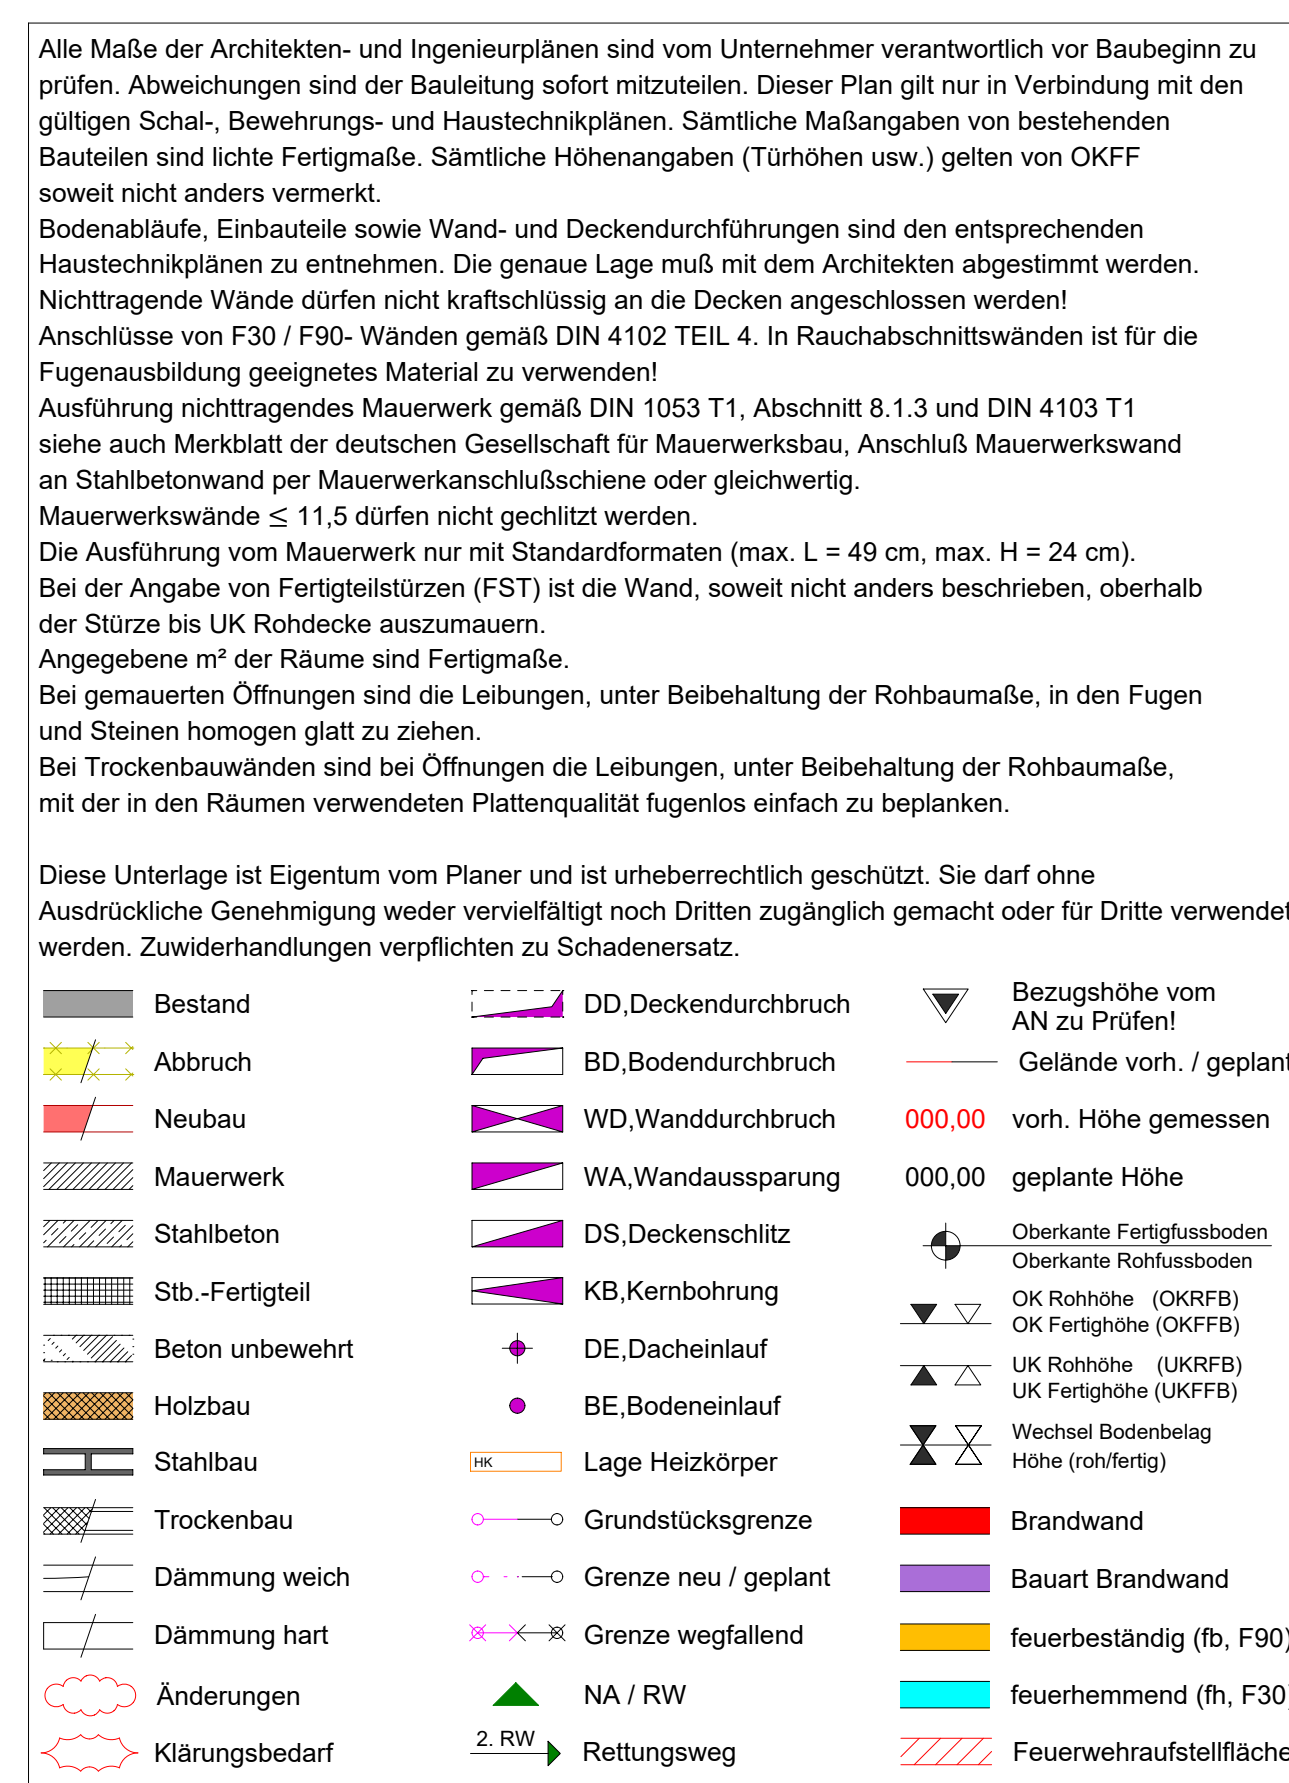 Alle Maße der Architekten- und Ingenieurplänen sind vom Unternehmer verantwortlich vor Baubeginn zu
prüfen. Abweichungen sind der Bauleitung sofort mitzuteilen. Dieser Plan gilt nur in Verbindung mit den
gültigen Schal-, Bewehrungs- und Haustechnikplänen. Sämtliche Maßangaben von bestehenden
Bauteilen sind lichte Fertigmaße. Sämtliche Höhenangaben (Türhöhen usw.) gelten von OKFF
soweit nicht anders vermerkt.
Bodenabläufe, Einbauteile sowie Wand- und Deckendurchführungen sind den entsprechenden
Haustechnikplänen zu entnehmen. Die genaue Lage muß mit dem Architekten abgestimmt werden.
Nichttragende Wände dürfen nicht kraftschlüssig an die Decken angeschlossen werden!
Anschlüsse von F30 / F90- Wänden gemäß DIN 4102 TEIL 4. In Rauchabschnittswänden ist für die
Fugenausbildung geeignetes Material zu verwenden!
Ausführung nichttragendes Mauerwerk gemäß DIN 1053 T1, Abschnitt 8.1.3 und DIN 4103 T1
siehe auch Merkblatt der deutschen Gesellschaft für Mauerwerksbau, Anschluß Mauerwerkswand
an Stahlbetonwand per Mauerwerkanschlußschiene oder gleichwertig.
Mauerwerkswände ≤ 11,5 dürfen nicht gechlitzt werden.
Die Ausführung vom Mauerwerk nur mit Standardformaten (max. L = 49 cm, max. H = 24 cm).
Bei der Angabe von Fertigteilstürzen (FST) ist die Wand, soweit nicht anders beschrieben, oberhalb
der Stürze bis UK Rohdecke auszumauern.
Angegebene m² der Räume sind Fertigmaße.
Bei gemauerten Öffnungen sind die Leibungen, unter Beibehaltung der Rohbaumaße, in den Fugen
und Steinen homogen glatt zu ziehen.
Bei Trockenbauwänden sind bei Öffnungen die Leibungen, unter Beibehaltung der Rohbaumaße,
mit der in den Räumen verwendeten Plattenqualität fugenlos einfach zu beplanken.
Diese Unterlage ist Eigentum vom Planer und ist urheberrechtlich geschützt. Sie darf ohne
Ausdrückliche Genehmigung weder vervielfältigt noch Dritten zugänglich gemacht oder für Dritte verwendet
werden. Zuwiderhandlungen verpflichten zu Schadenersatz.
Bestand
Abbruch
Neubau
Mauerwerk
Stahlbeton
Stb.-Fertigteil
Beton unbewehrt
Holzbau
Stahlbau
Trockenbau
Dämmung weich
Dämmung hart
Änderungen
Klärungsbedarf
DD,Deckendurchbruch
BD,Bodendurchbruch
WD,Wanddurchbruch
WA,Wandaussparung
DS,Deckenschlitz
KB,Kernbohrung
DE,Dacheinlauf
BE,Bodeneinlauf
HK Lage Heizkörper
Grundstücksgrenze
Grenze neu / geplant
Grenze wegfallend
NA / RW
2. RW Rettungsweg
Bezugshöhe vom
AN zu Prüfen!
Gelände vorh. / geplant
000,00 vorh. Höhe gemessen
000,00 geplante Höhe
Oberkante Fertigfussboden
Oberkante Rohfussboden
OK Rohhöhe (OKRFB)
OK Fertighöhe (OKFFB)
UK Rohhöhe (UKRFB)
UK Fertighöhe (UKFFB)
Wechsel Bodenbelag
Höhe (roh/fertig)
Brandwand
Bauart Brandwand
feuerbeständig (fb, F90)
feuerhemmend (fh, F30)
Feuerwehraufstellfläche